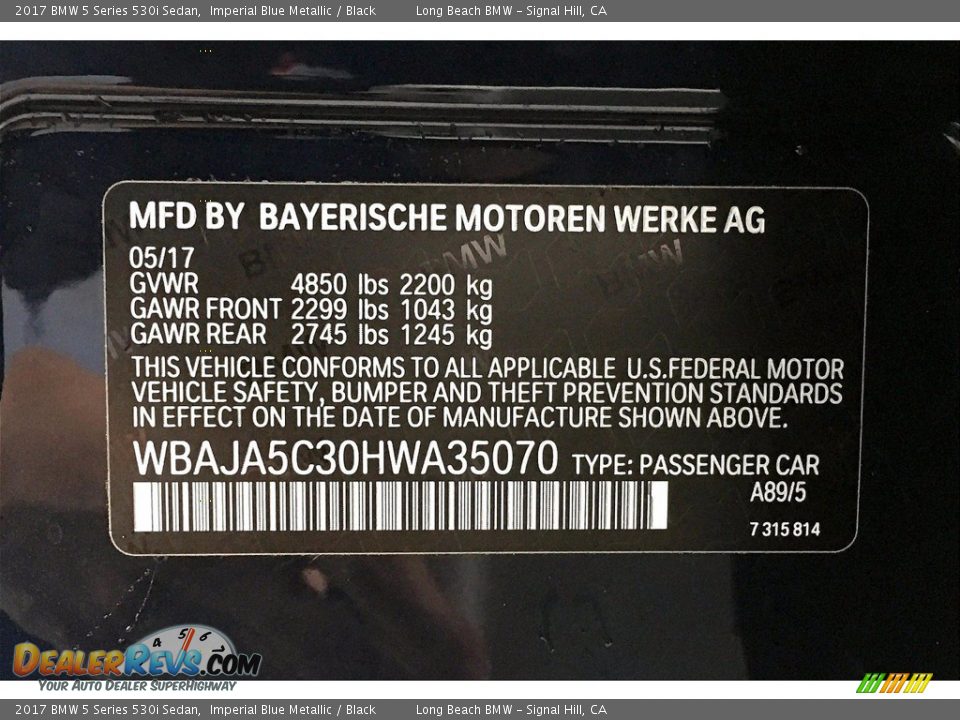 2017 BMW 5 Series 530i Sedan, Imperial Blue Metallic / Black Long Beach BMW - Signal Hill, CA
MFD BY BAYERISCHE MOTOREN WERKE AG
05/17
GVWR 4850 lbs 2200 kg
GAWR FRONT 2299 lbs 1043 kg
GAWR REAR 2745 lbs 1245 kg
THIS VEHICLE CONFORMS TO ALL APPLICABLE U.S.FEDERAL MOTOR
VEHICLE SAFETY, BUMPER AND THEFT PREVENTION STANDARDS
IN EFFECT ON THE DATE OF MANUFACTURE SHOWN ABOVE.
WBAJA5C30HWA35070 TYPE: PASSENGER CAR
A89/5
7 315 814
4 5 6
DEALERREVS.COM
YOUR AUTO DEALER SUPERHIGHWAY
2017 BMW 5 Series 530i Sedan, Imperial Blue Metallic / Black Long Beach BMW - Signal Hill, CA